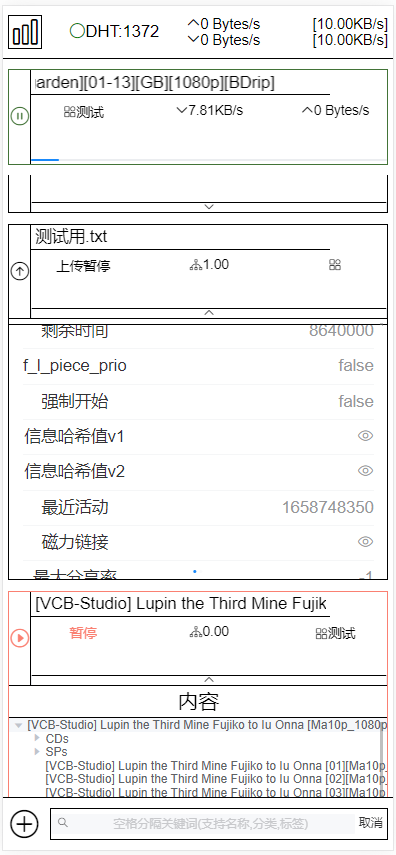 DHT:1372 0 Bytes/s [10.00KB/s]
0 Bytes/s [10.00KB/s]
arden][01-13][GB][1080p][BDrip]
测试 7.81KB/s 0 Bytes/s
测试用.txt
上传暂停 1.00
剩余时间 8640000
f_l_piece_prio false
强制开始 false
信息哈希值v1
信息哈希值v2
最近活动 1658748350
磁力链接
最大分享率 -1
[VCB-Studio] Lupin the Third Mine Fujik
暂停 0.00 测试
内容
[VCB-Studio] Lupin the Third Mine Fujiko to Iu Onna [Ma10p_1080p
CDs
SPs
[VCB-Studio] Lupin the Third Mine Fujiko to Iu Onna [01][Ma10p_
[VCB-Studio] Lupin the Third Mine Fujiko to Iu Onna [02][Ma10p_
[VCB-Studio] Lupin the Third Mine Fujiko to Iu Onna [03][Ma10p_
空格分隔关键词(支持名称,分类,标签) 取消